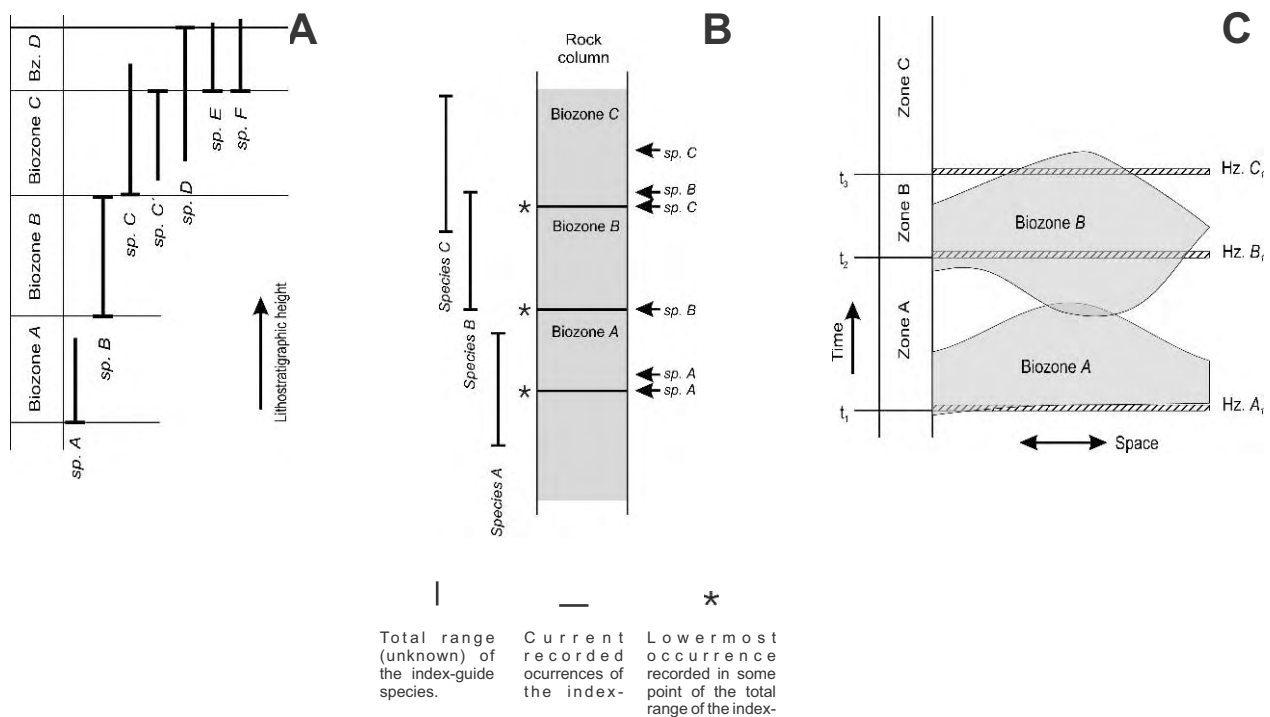 A
Bz. D
Biozone C
Biozone B
Biozone A
sp. A
sp. B
sp. C
sp. C´
sp. D
sp. E
sp. F
Lithostratigraphic height
B
Rock
column
Biozone C
Biozone B
Biozone A
Species C
Species B
Species A
sp. C
sp. B
sp. C
sp. B
sp. A
sp. A
*
*
*
C
Zone C
Zone B
Zone A
t3
t2
t1
Time
Biozone B
Biozone A
Hz. C1
Hz. B1
Hz. A1
Space
*
Total range
(unknown) of
the index-guide
species.
Current
recorded
ocurrences of
the index-
Lowermost
occurrence
recorded in some
point of the total
range of the index-